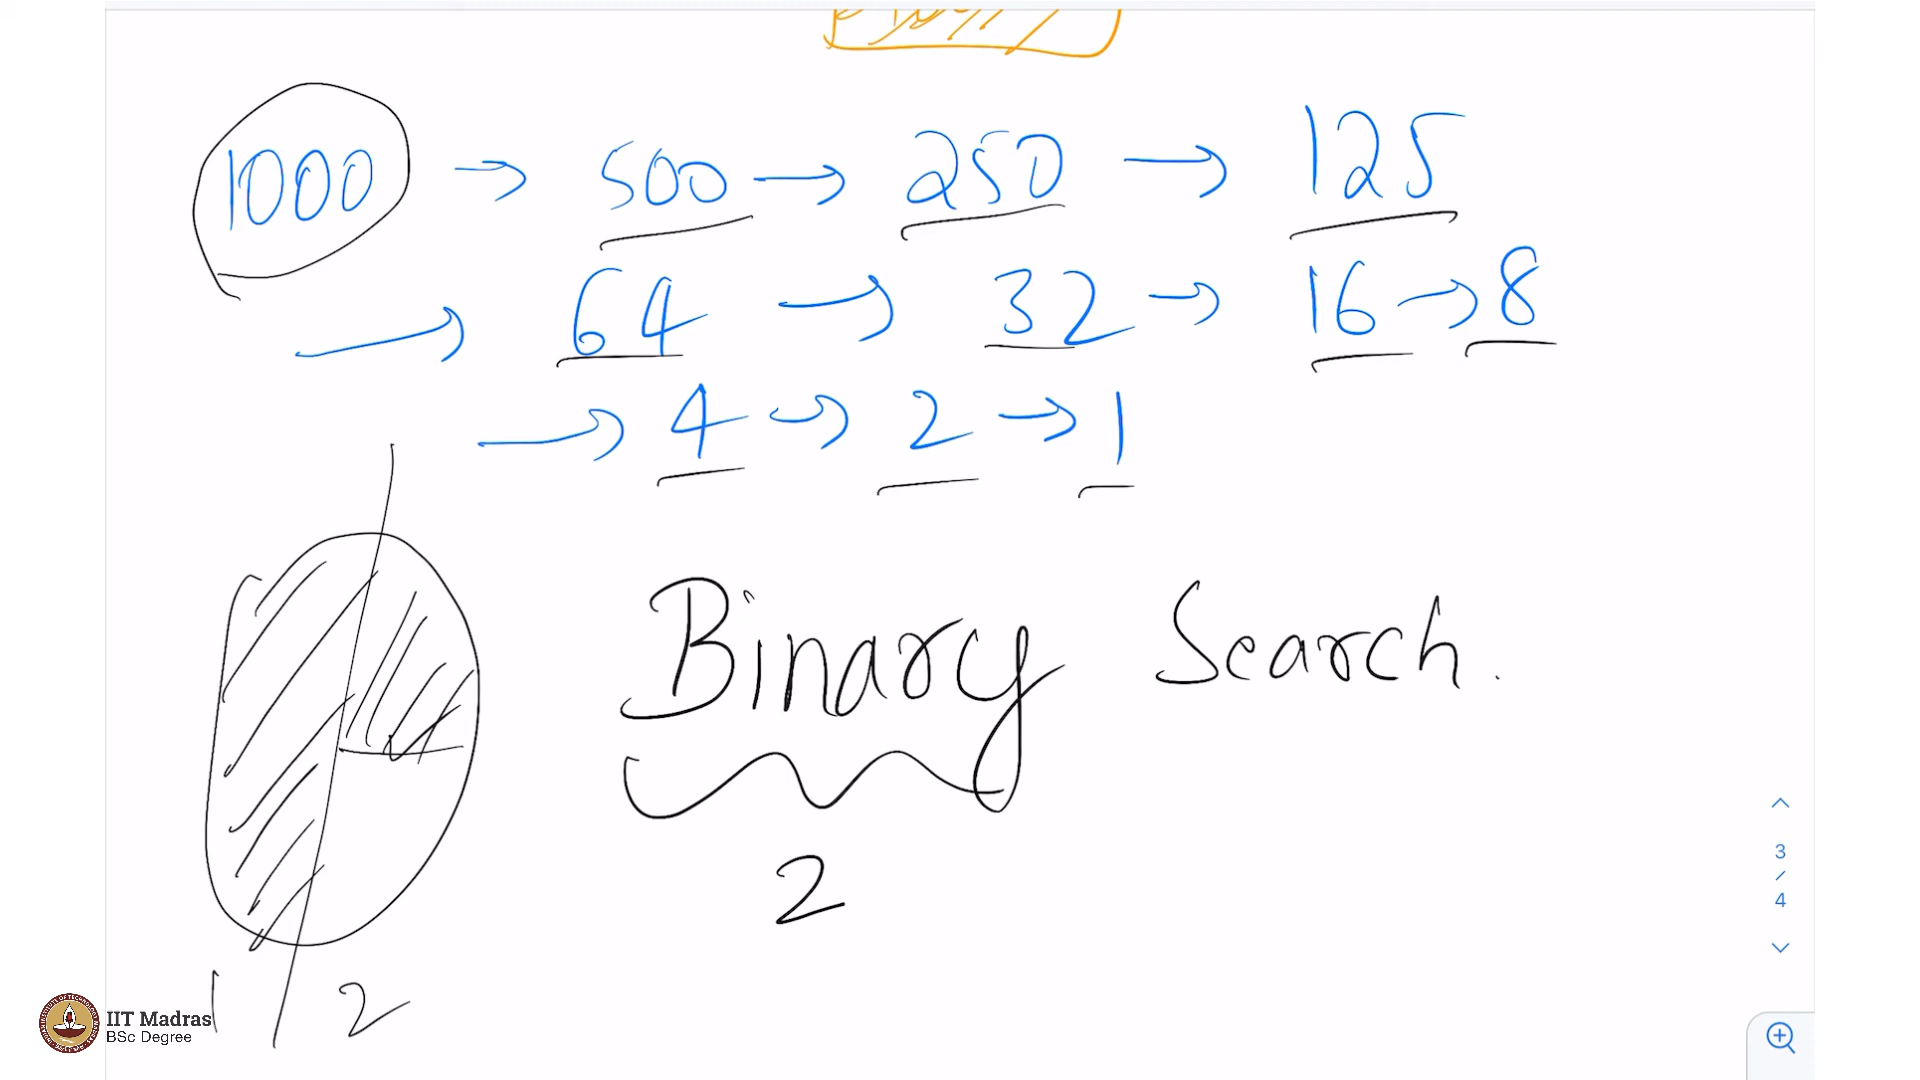 1000 → 500 → 250 → 125
→ 64 → 32 → 16 → 8
→ 4 → 2 → 1
Binary Search.
2
1 2
3
/
4
IIT Madras
BSc Degree